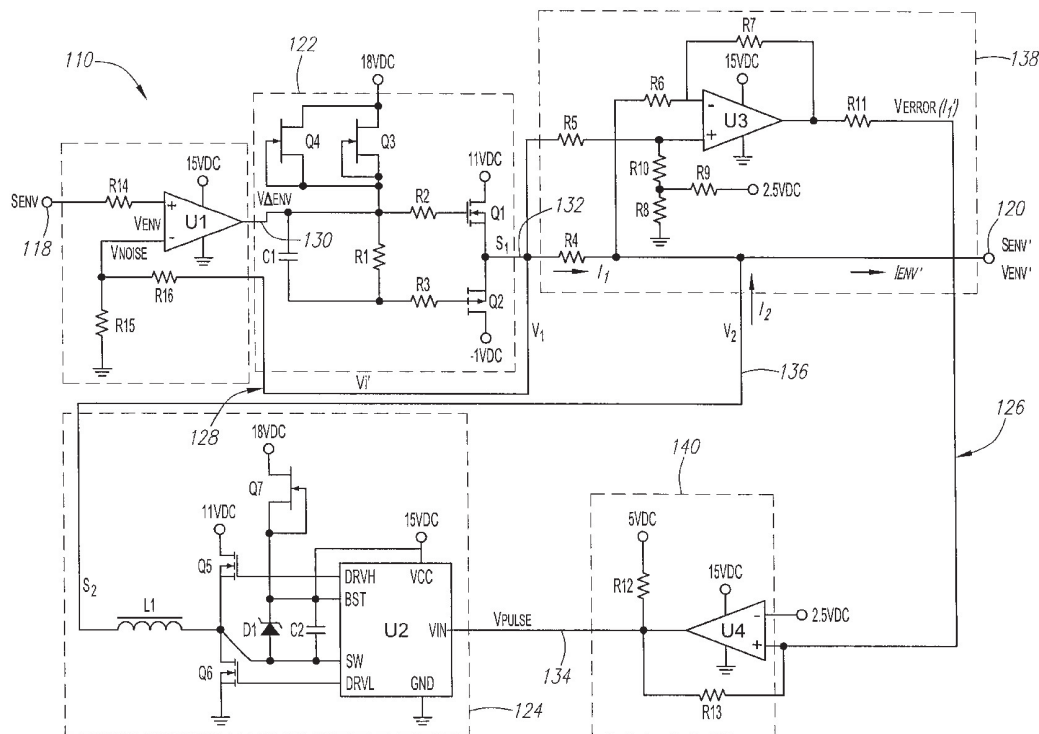 110
122
138
18VDC
R7
15VDC
R6
U3
R11
VERROR(I1')
Q4
Q3
R5
R10
R9
2.5VDC
R8
11VDC
15VDC
R14
SENV
118
VENV
U1
V∆ENV
130
R2
Q1
132
120
SENV'
VENV'
VNOISE
C1
R1
S1
R4
I1
IENV'
R16
R3
Q2
I2
R15
-1VDC
V1
V2
136
Vi'
128
126
18VDC
140
Q7
11VDC
15VDC
5VDC
Q5
DRVH
VCC
BST
R12
15VDC
S2
L1
D1
C2
U2
VIN
VPULSE
U4
2.5VDC
134
SW
Q6
DRVL
GND
R13
124